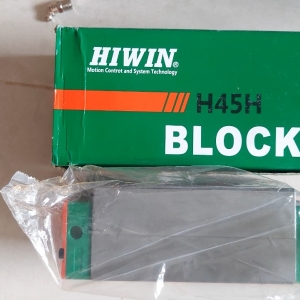 HIWIN®
Motion Control and System Technology
H45H
BLOCK